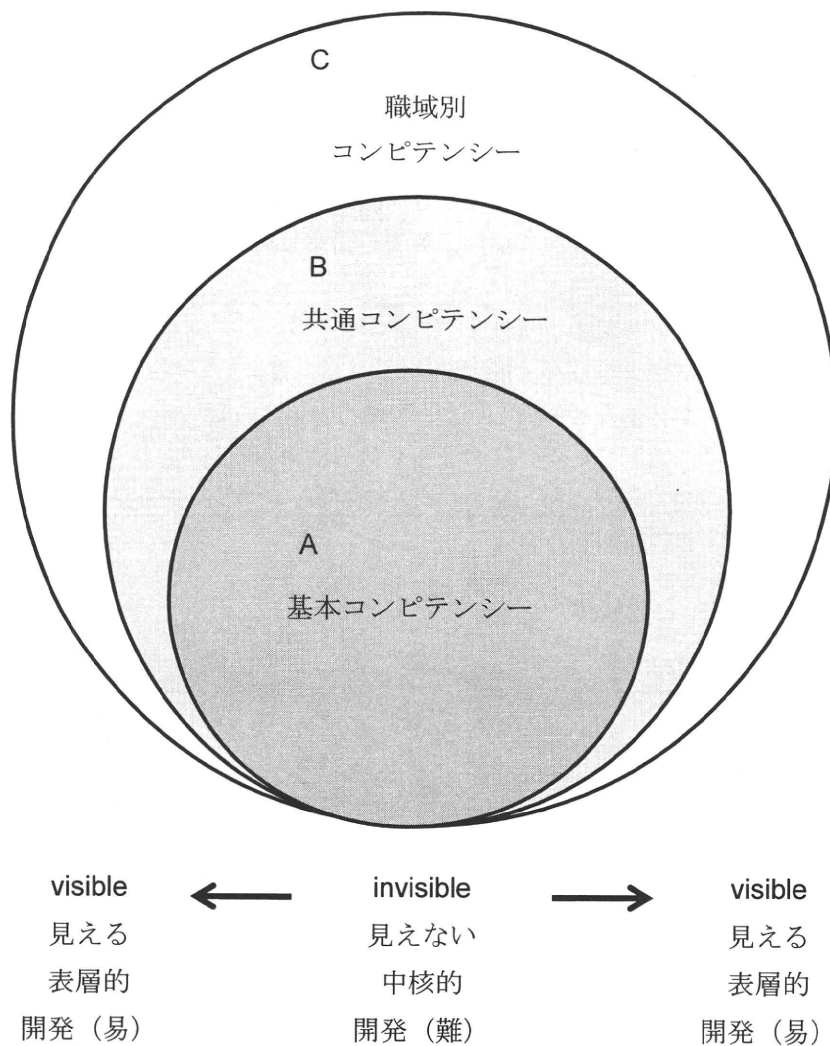 C
職域別
コンピテンシー
B
共通コンピテンシー
A
基本コンピテンシー
visible invisible visible
見える 見えない 見える
表層的 中核的 表層的
開発（易） 開発（難） 開発（易）